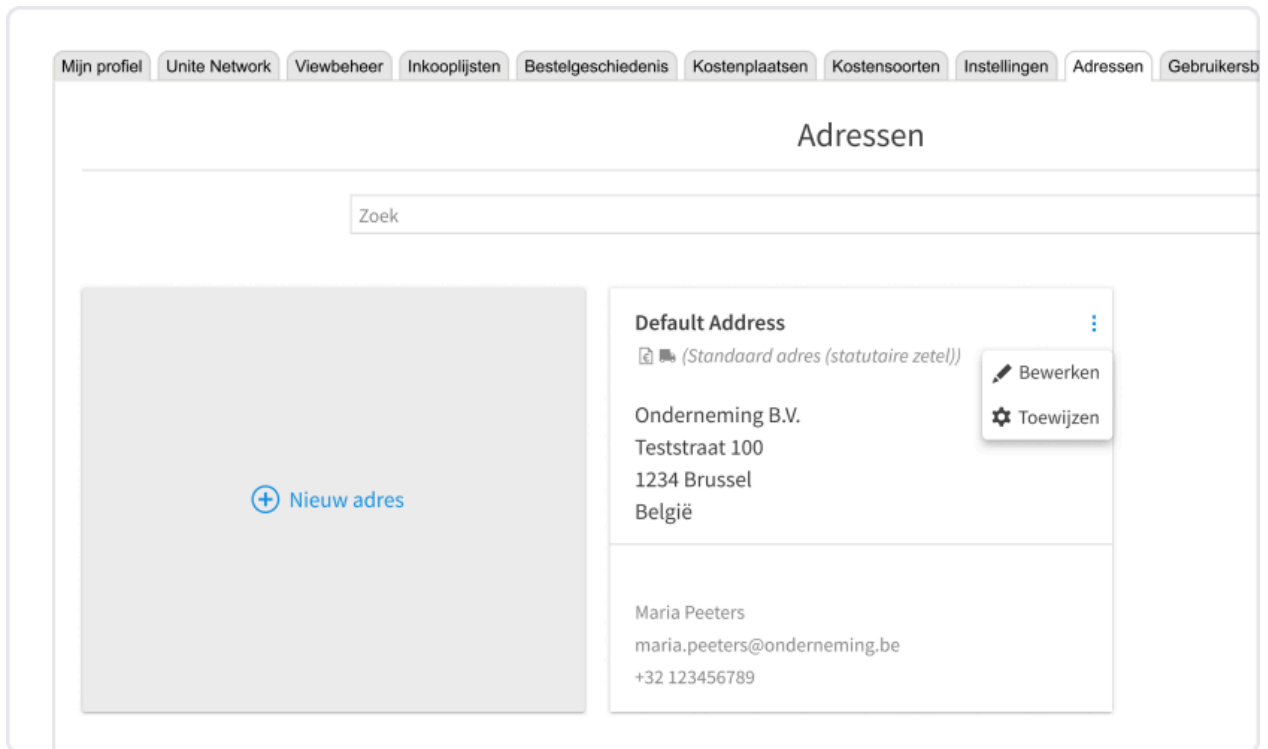 Mijn profiel Unite Network Viewbeheer Inkooplijsten Bestelgeschiedenis Kostenplaatsen Kostensoorten Instellingen Adressen Gebruikersb
Adressen
Zoek
Nieuw adres
Default Address
(Standaard adres (statutaire zetel))
Bewerken
Toewijzen
Onderneming B.V.
Teststraat 100
1234 Brussel
België
Maria Peeters
maria.peeters@onderneming.be
+32 123456789